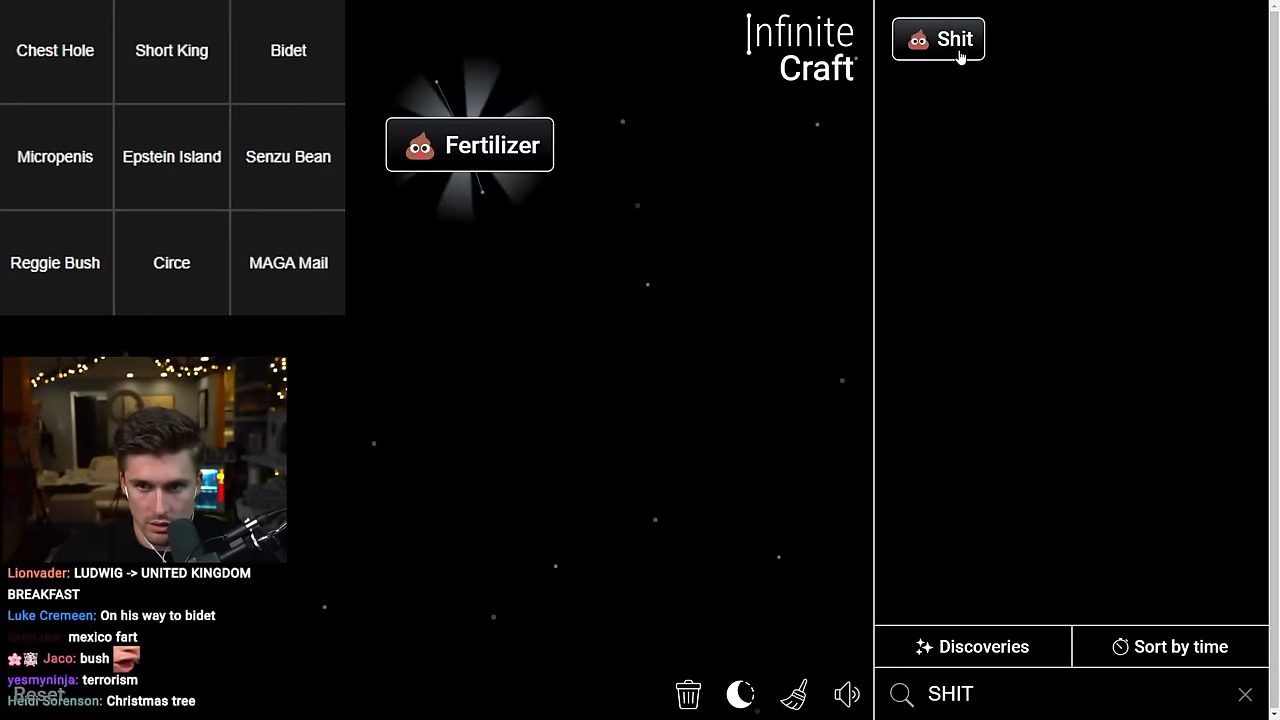 Chest Hole
Short King
Bidet
Micropenis
Epstein Island
Senzu Bean
Reggie Bush
Circe
MAGA Mail
Fertilizer
Infinite
Craft
Shit
Lionvader: LUDWIG -> UNITED KINGDOM
BREAKFAST
Luke Cremeen: On his way to bidet
mexico fart
Jaco: bush
yesmyninja: terrorism
Reset
Heidi Sorenson: Christmas tree
Discoveries
Sort by time
SHIT